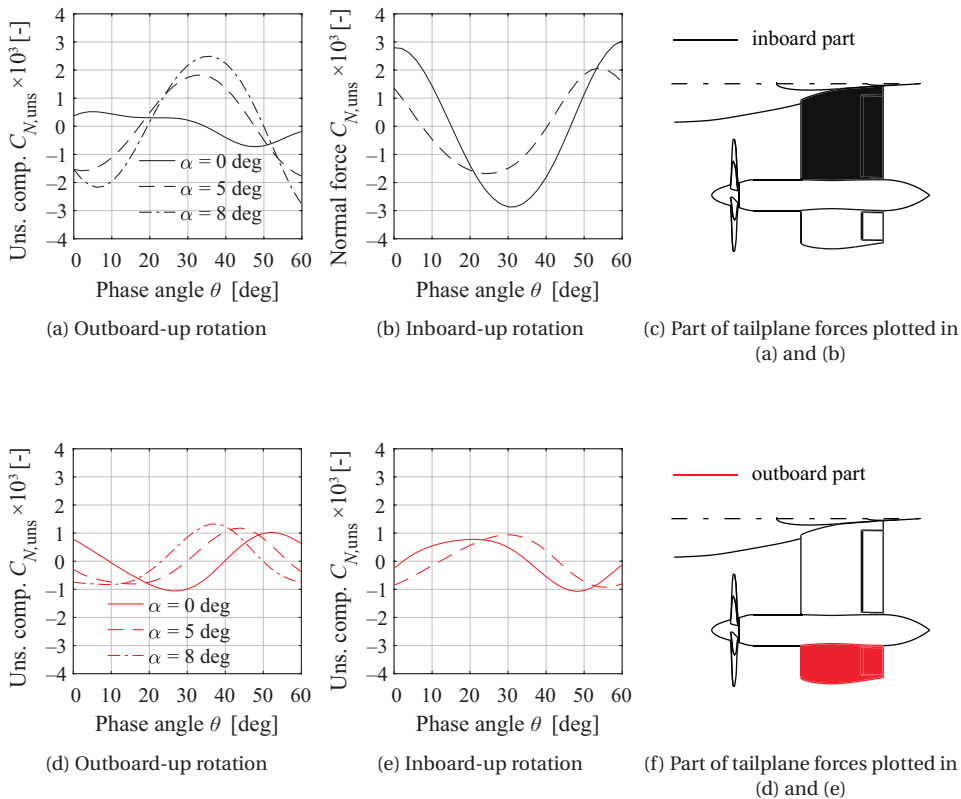 Uns. comp. C_{N,uns} ×10³ [-]
4
3
2
1
0
−1
−2
−3
−4
α = 0 deg
α = 5 deg
α = 8 deg
0 10 20 30 40 50 60
Phase angle θ [deg]
(a) Outboard-up rotation
Normal force C_{N,uns} ×10³ [-]
4
3
2
1
0
−1
−2
−3
−4
0 10 20 30 40 50 60
Phase angle θ [deg]
(b) Inboard-up rotation
inboard part
(c) Part of tailplane forces plotted in
(a) and (b)
Uns. comp. C_{N,uns} ×10³ [-]
4
3
2
1
0
−1
−2
−3
−4
α = 0 deg
α = 5 deg
α = 8 deg
0 10 20 30 40 50 60
Phase angle θ [deg]
(d) Outboard-up rotation
Uns. comp. C_{N,uns} ×10³ [-]
4
3
2
1
0
−1
−2
−3
−4
0 10 20 30 40 50 60
Phase angle θ [deg]
(e) Inboard-up rotation
outboard part
(f) Part of tailplane forces plotted in
(d) and (e)